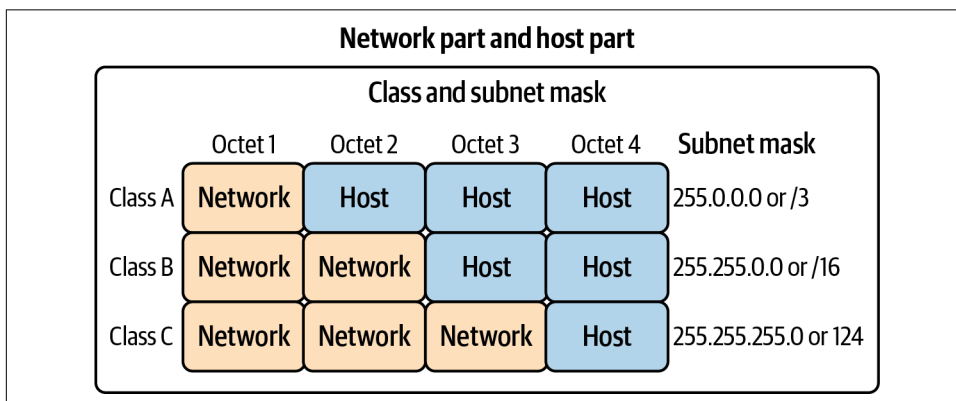 Network part and host part
Class and subnet mask
Octet 1 Octet 2 Octet 3 Octet 4 Subnet mask
Class A Network Host Host Host 255.0.0.0 or /3
Class B Network Network Host Host 255.255.0.0 or /16
Class C Network Network Network Host 255.255.255.0 or 124